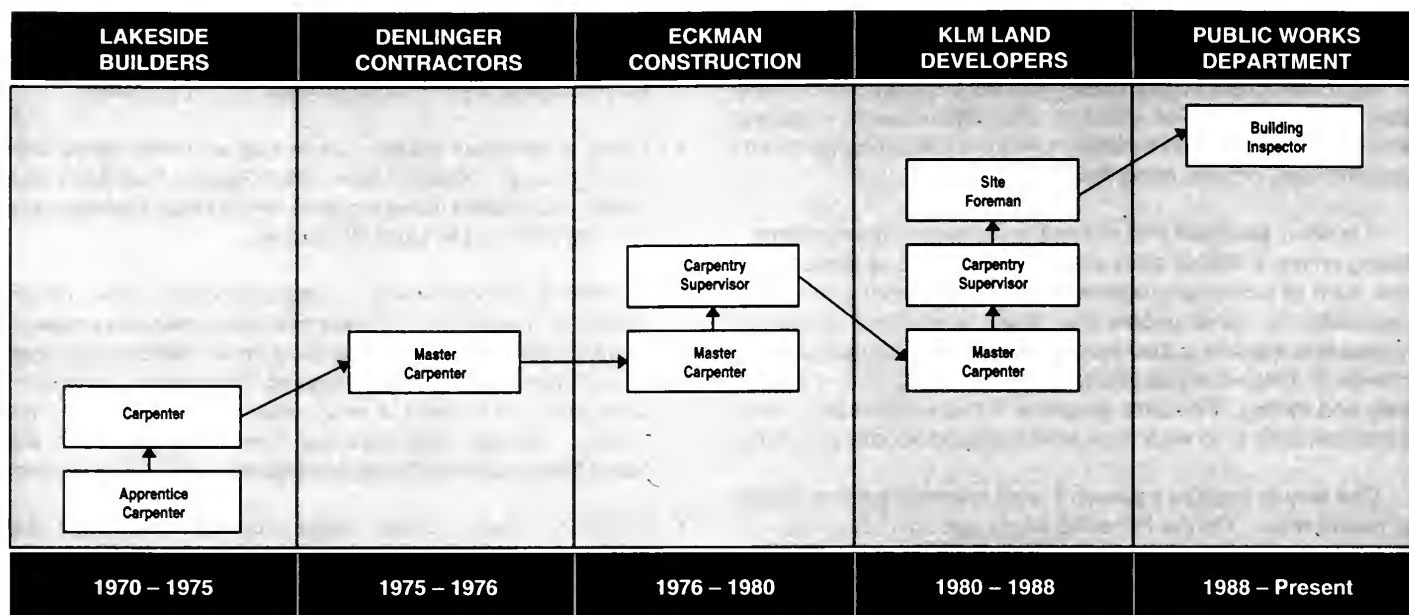 LAKESIDE
BUILDERS
DENLINGER
CONTRACTORS
ECKMAN
CONSTRUCTION
KLM LAND
DEVELOPERS
PUBLIC WORKS
DEPARTMENT
Building
Inspector
Site
Foreman
Carpentry
Supervisor
Carpentry
Supervisor
Master
Carpenter
Master
Carpenter
Master
Carpenter
Carpenter
Apprentice
Carpenter
1970 – 1975
1975 – 1976
1976 – 1980
1980 – 1988
1988 – Present